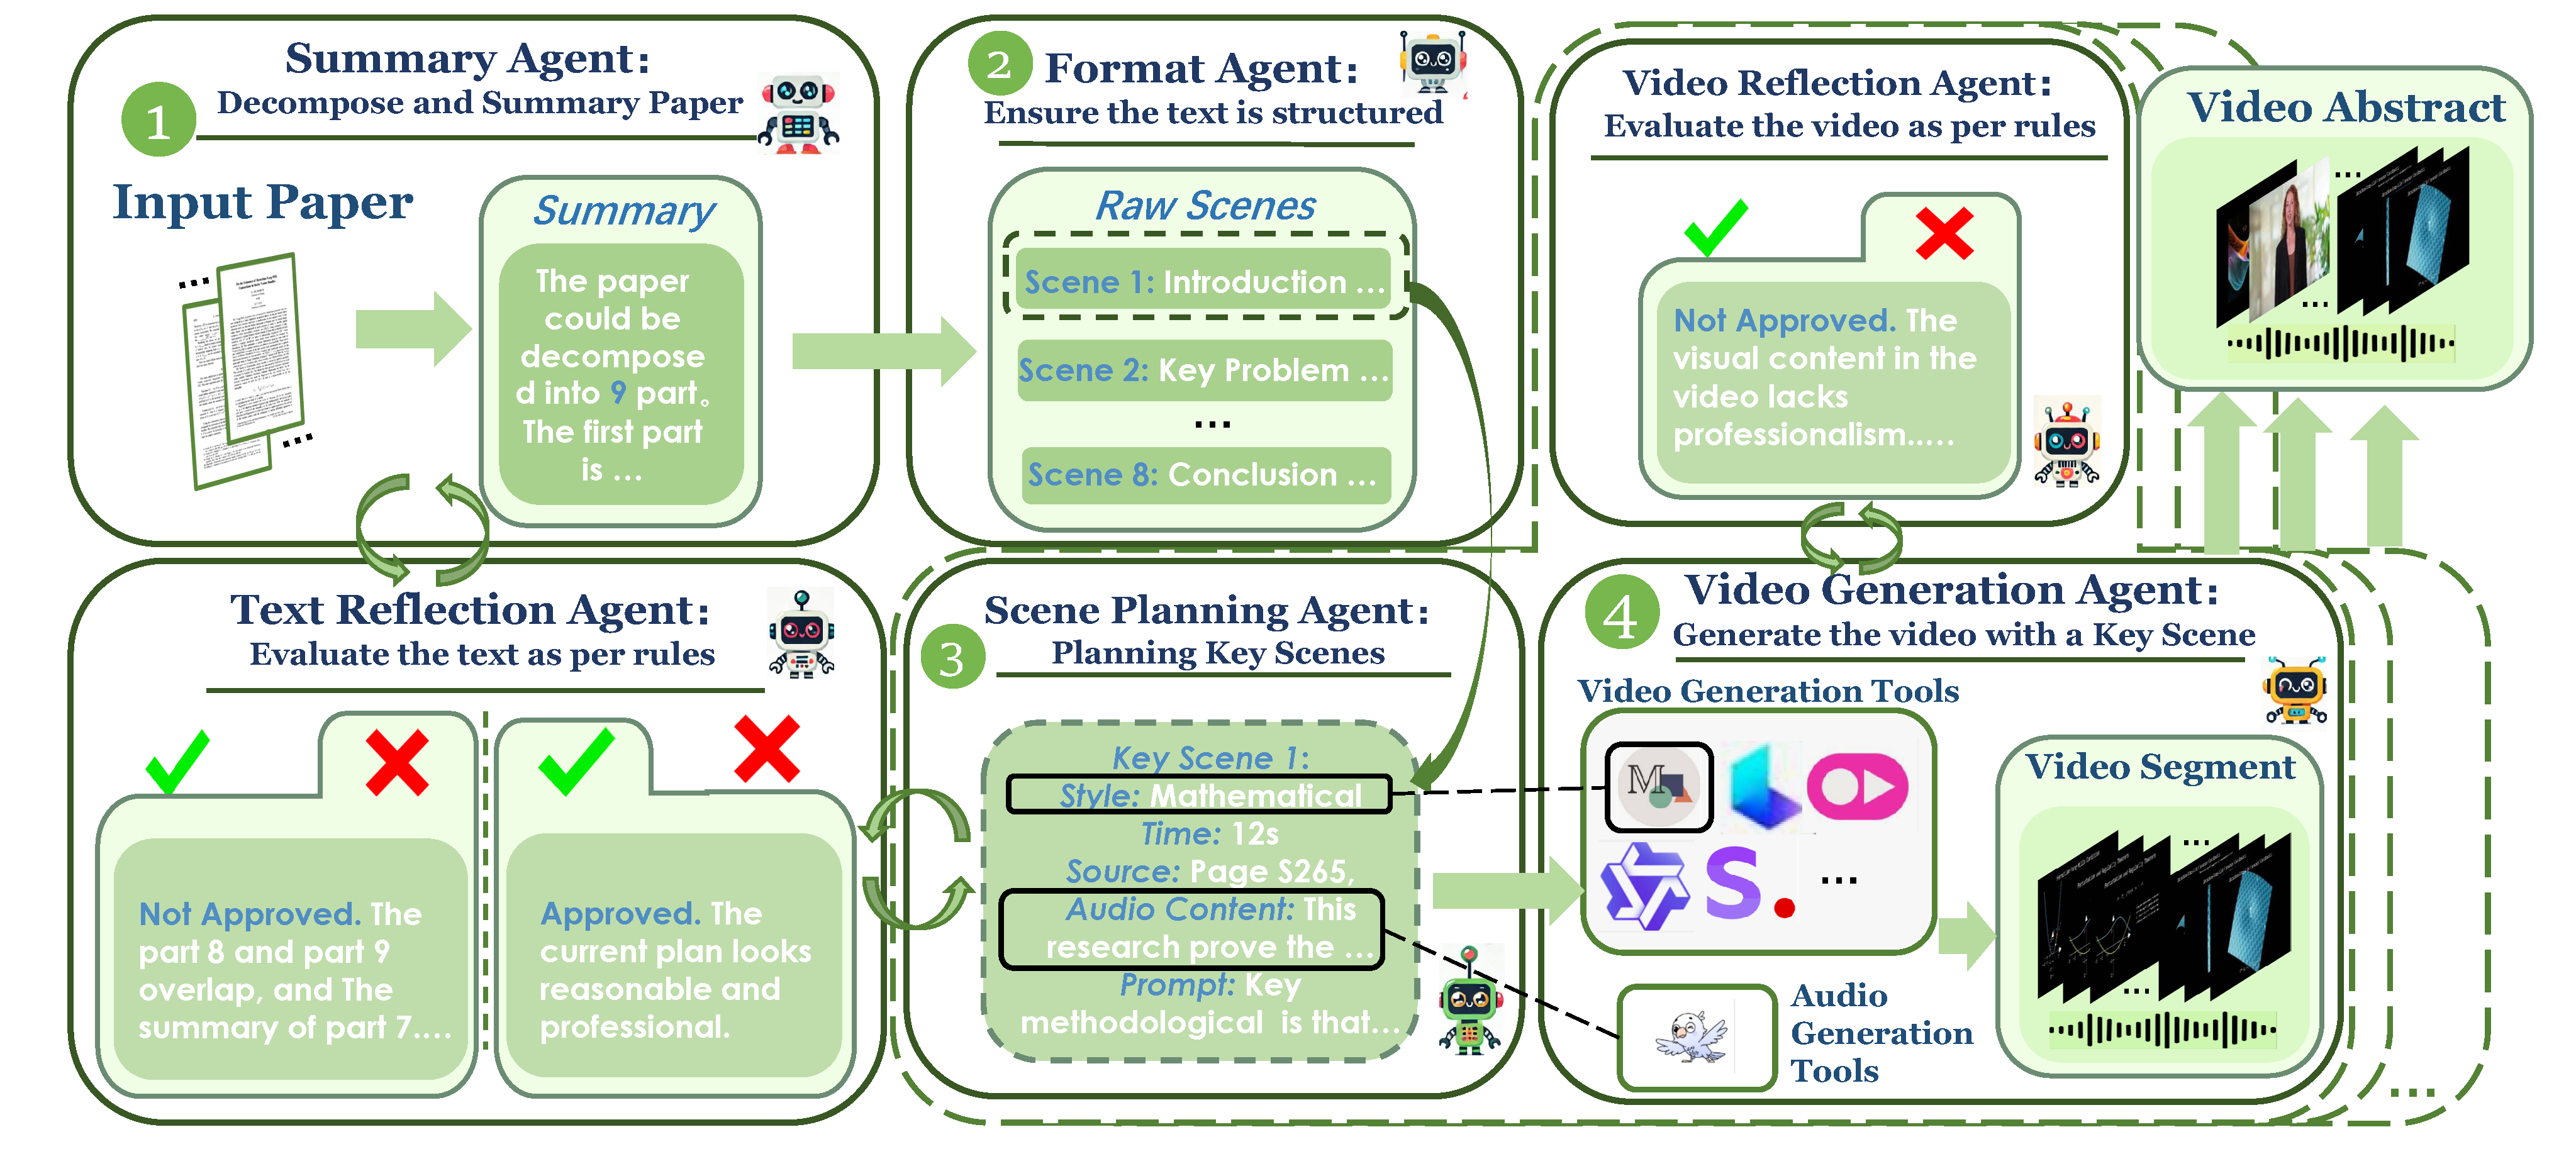 1
Summary Agent:
Decompose and Summary Paper
Input Paper
...
...
Summary
The paper
could be
decompose
d into 9 part。
The first part
is ...
2
Format Agent:
Ensure the text is structured
Raw Scenes
Scene 1: Introduction ...
Scene 2: Key Problem ...
...
Scene 8: Conclusion ...
Video Reflection Agent:
Evaluate the video as per rules
Not Approved. The
visual content in the
video lacks
professionalism.....
Video Abstract
...
...
Text Reflection Agent:
Evaluate the text as per rules
Not Approved. The
part 8 and part 9
overlap, and The
summary of part 7....
Approved. The
current plan looks
reasonable and
professional.
3
Scene Planning Agent:
Planning Key Scenes
Key Scene 1:
Style: Mathematical
Time: 12s
Source: Page S265,
Audio Content: This
research prove the ...
Prompt: Key
methodological is that...
4
Video Generation Agent:
Generate the video with a Key Scene
Video Generation Tools
M
S
...
Audio
Generation
Tools
Video Segment
...
...
...